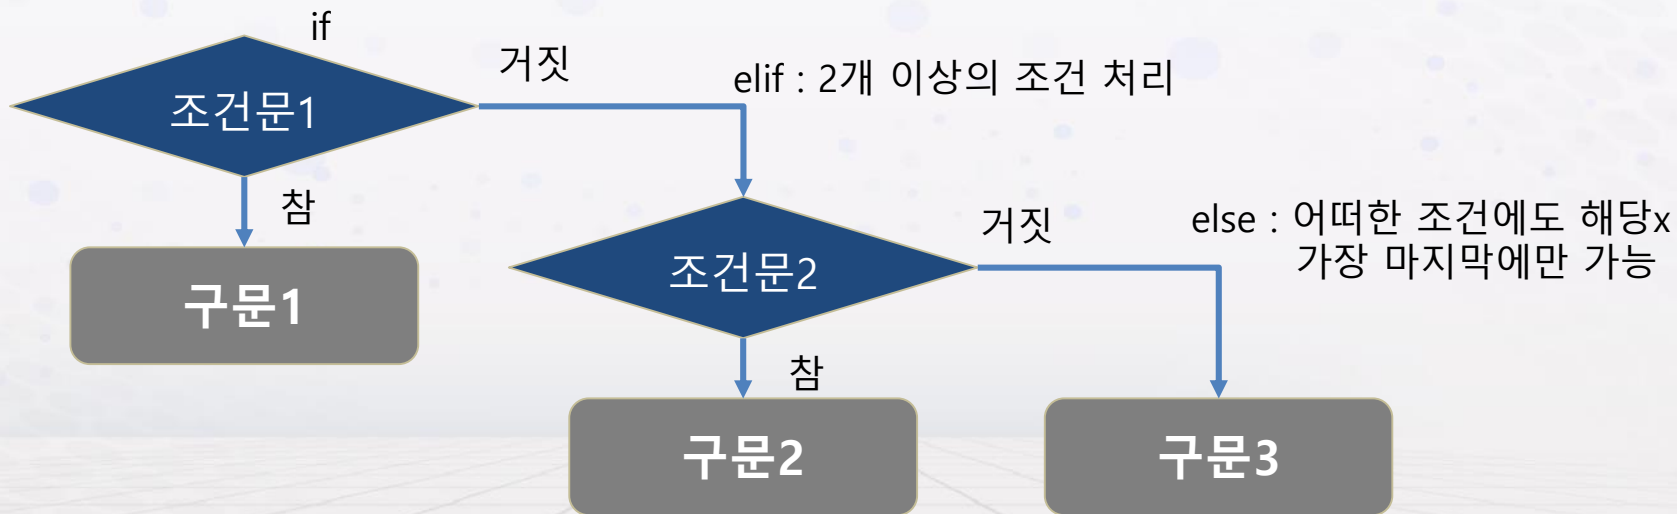 if
조건문1
거짓
elif : 2개 이상의 조건 처리
참
구문1
조건문2
거짓
else : 어떠한 조건에도 해당x
가장 마지막에만 가능
참
구문2
구문3